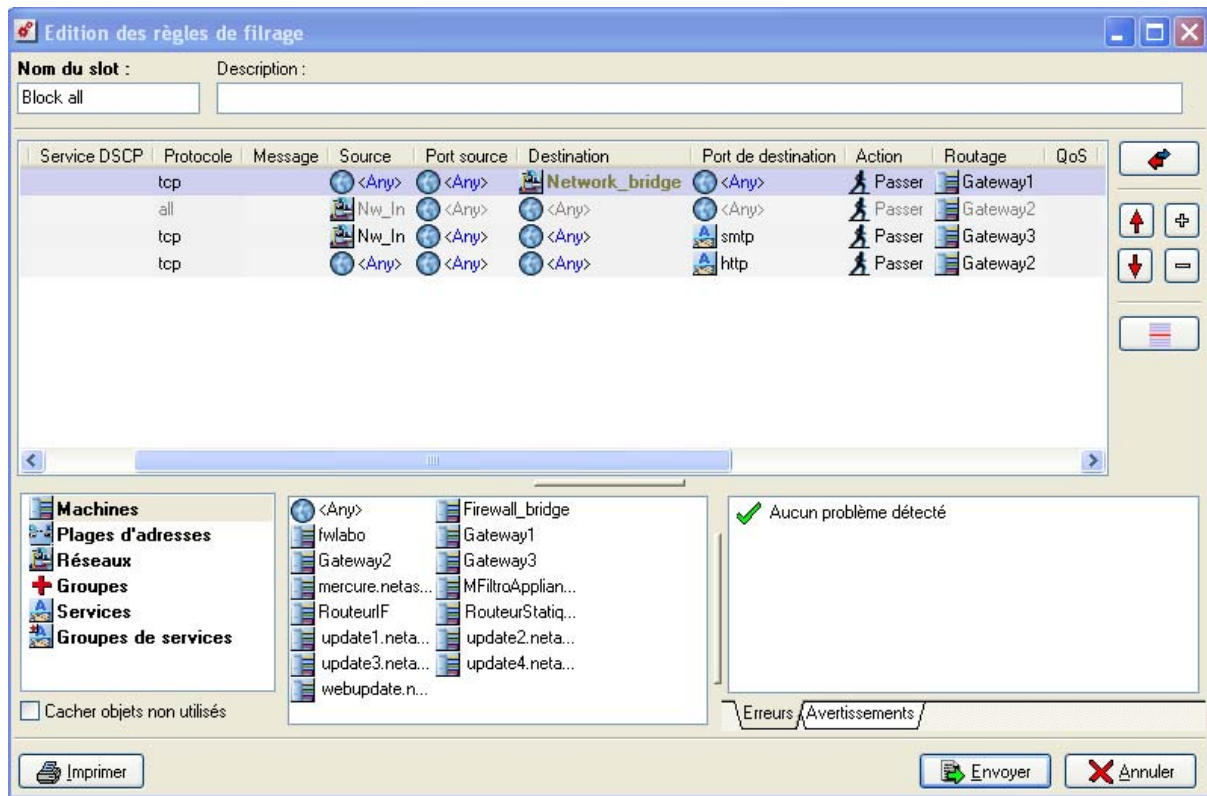 Edition des règles de filrage
Nom du slot : Description :
Block all
Service DSCP Protocole Message Source Port source Destination Port de destination Action Routage QoS
tcp <Any> <Any> Network_bridge <Any> Passer Gateway1
all Nw_In <Any> <Any> <Any> Passer Gateway2
tcp Nw_In <Any> <Any> smtp Passer Gateway3
tcp <Any> <Any> <Any> http Passer Gateway2
Machines
Plages d'adresses
Réseaux
Groupes
Services
Groupes de services
Cacher objets non utilisés
<Any> Firewall_bridge
fwlabo Gateway1
Gateway2 Gateway3
mercure.netas... MFiltroApplian...
RouteurIF RouteurStatiq...
update1.neta... update2.neta...
update3.neta... update4.neta...
webupdate.n...
Aucun problème détecté
Erreurs Avertissements
Imprimer Envoyer Annuler